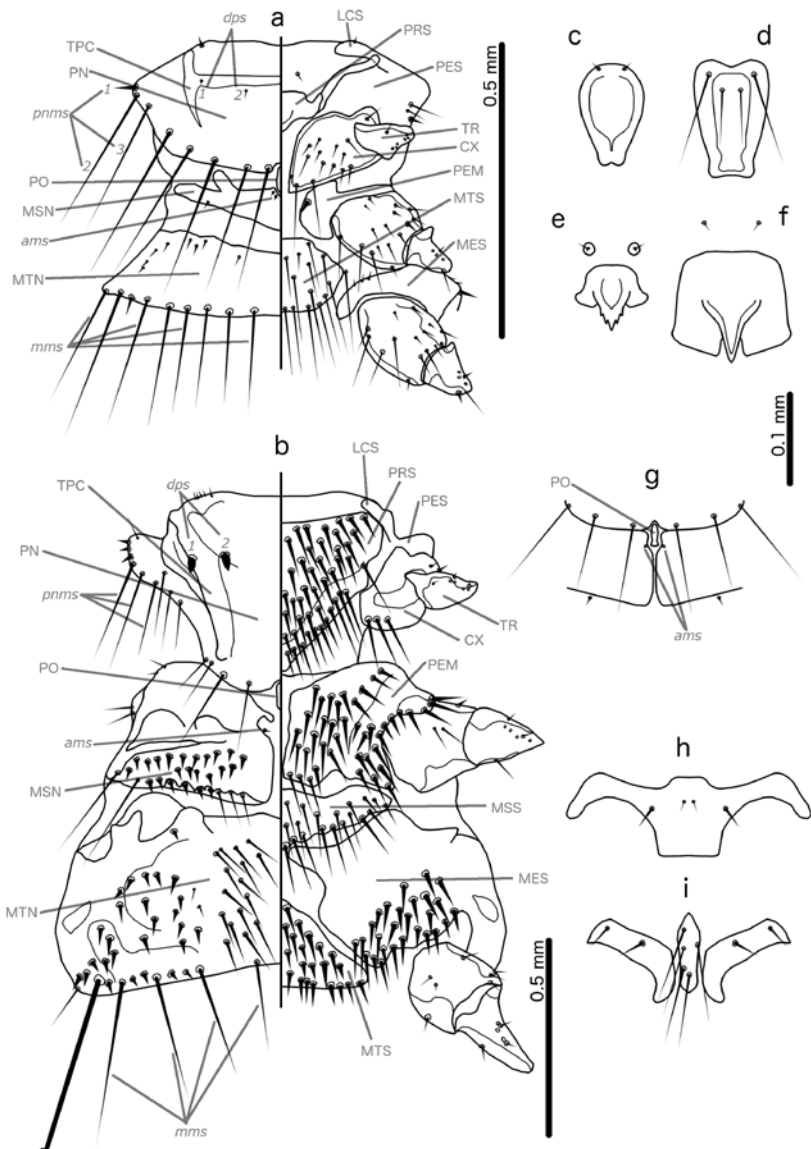 a
dps
LCS
PRS
TPC
PN
PES
1
2
1
pnms
3
2
TR
CX
PO
PEM
MSN
MTS
ams
MES
MTN
mms
0.5 mm
c
d
e
f
0.1 mm
b
LCS
dps
PRS
TPC
PES
1
2
PN
pnms
TR
CX
PO
PEM
ams
MSN
MSS
MTN
MES
MTS
mms
0.5 mm
g
PO
ams
h
i